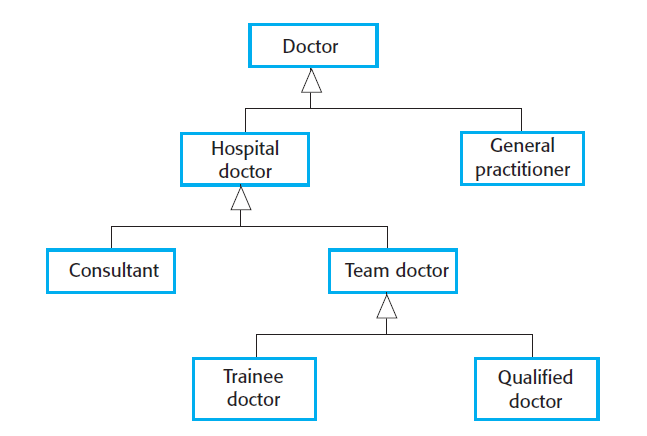 Doctor
Hospital
doctor
General
practitioner
Consultant
Team doctor
Trainee
doctor
Qualified
doctor